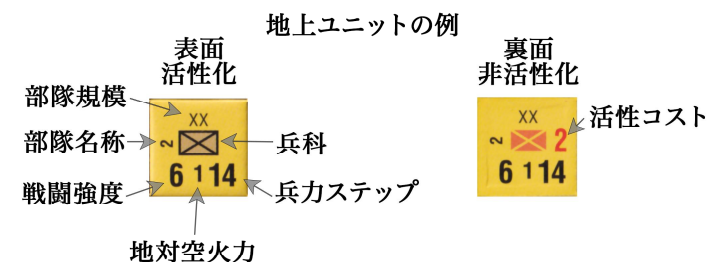 地上ユニットの例
表面
活性化
裏面
非活性化
部隊規模
XX
部隊名称
2
兵科
戦闘強度
6 1 14
兵力ステップ
地対空火力
XX
2
2
活性コスト
6 1 14